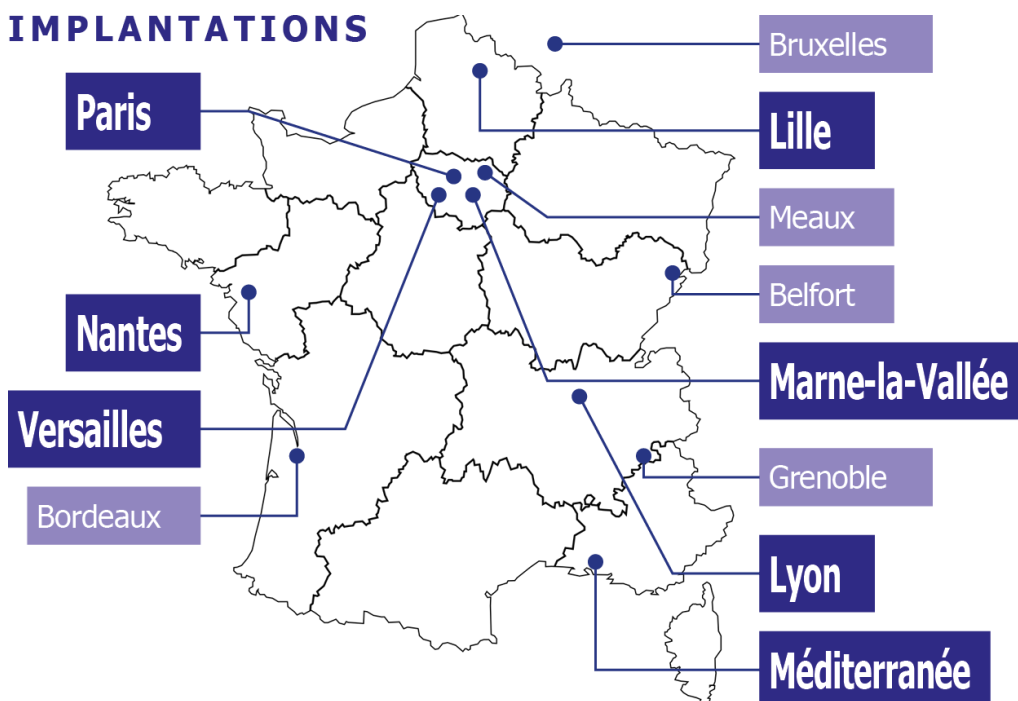 IMPLANTATIONS
Bruxelles
Paris
Lille
Meaux
Belfort
Nantes
Marne-la-Vallée
Versailles
Grenoble
Bordeaux
Lyon
Méditerranée